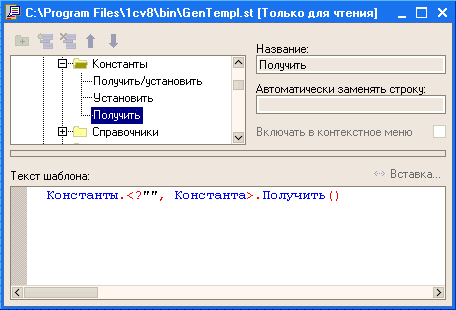 C:\Program Files\1cv8\bin\GenTempl.st [Только для чтения]
Константы
Получить/установить
Установить
Получить
Справочники
Название:
Получить
Автоматически заменять строку:
Включать в контекстное меню
Текст шаблона:
Вставка...
Константы.<?"", Константа>.Получить()